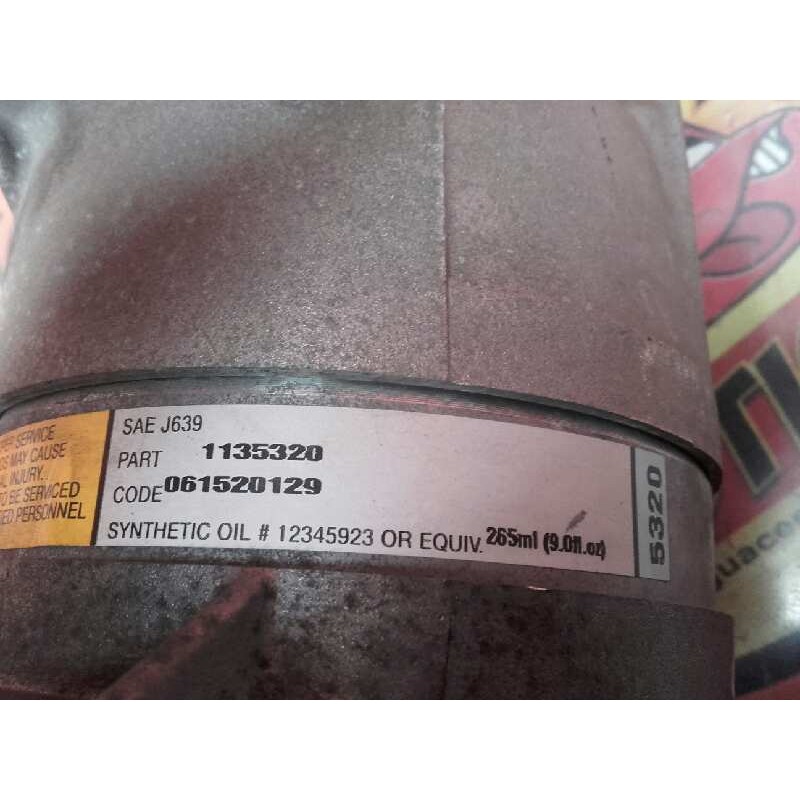 SERVICE
MAY CAUSE
INJURY.
BE SERVICED
PERSONNEL
SAE J639
PART 1135320
CODE 061520129
SYNTHETIC OIL # 12345923 OR EQUIV. 265ml (9.0fl.oz)
5320